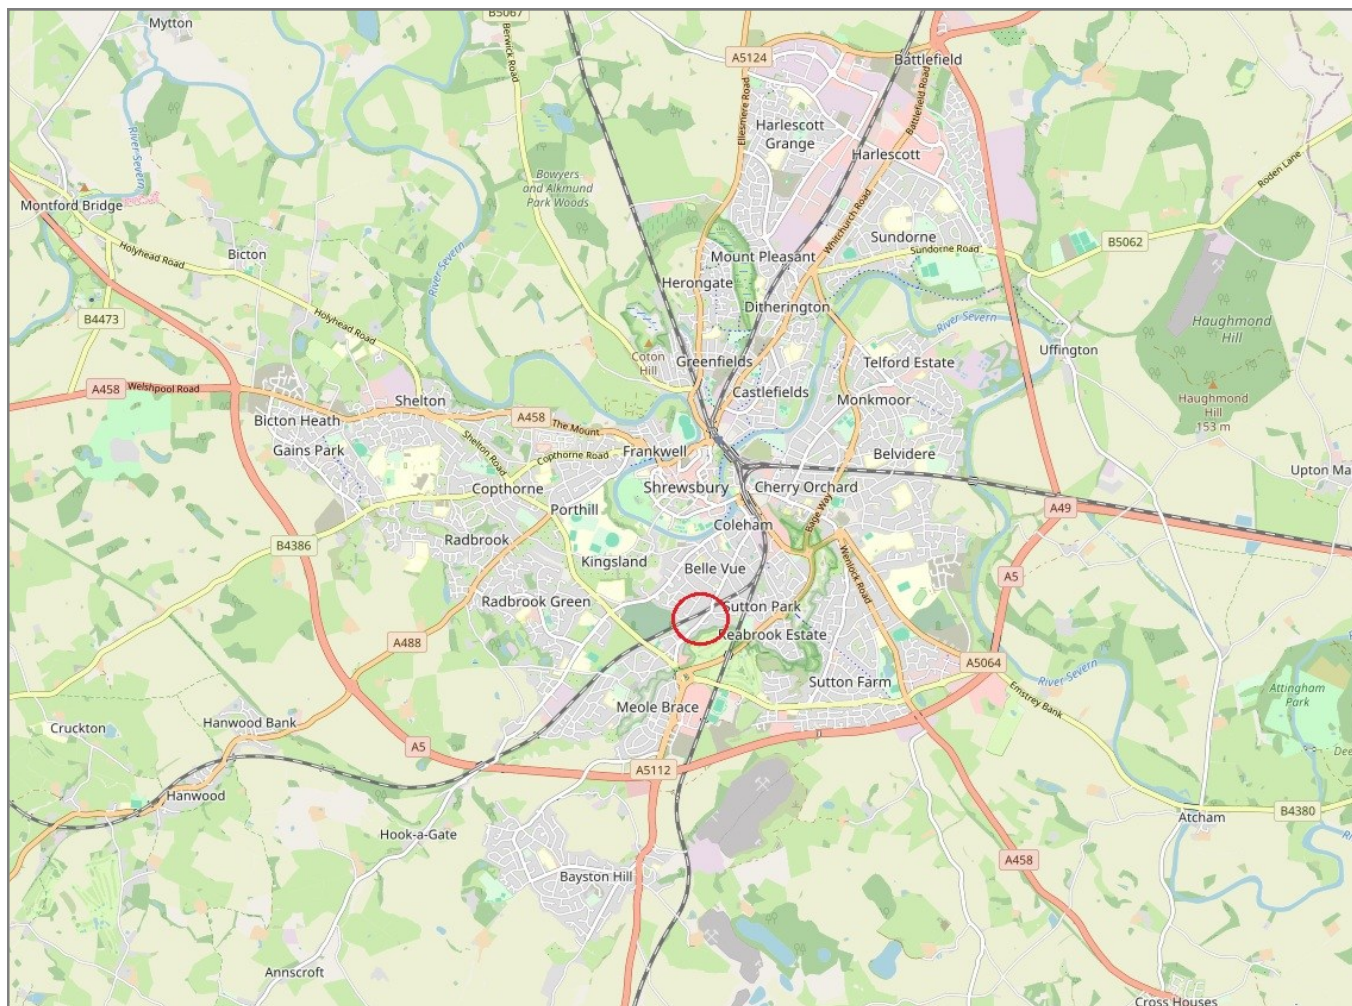 Mytton
B5067
Berwick Road
A5124
Battlefield
Ellesmere Road
Battlefield Road
Harlescott
Grange
Harlescott
River Severn
Bowyers
and Alkmund
Park Woods
Roden Lane
Montford Bridge
Whitchurch Road
Holyhead Road
Bicton
River Severn
Sundorne
Sundorne Road
B5062
Mount Pleasant
Herongate
B4473
Holyhead Road
Ditherington
River Severn
Haughmond
Hill
Uffington
Coton
Hill
Greenfields
Telford Estate
A458
Welshpool Road
Shelton
Castlefields
Monkmoor
Haughmond
Hill
153 m
Bicton Heath
A458
The Mount
Gains Park
Shelton Road
Copthorne Road
Frankwell
Belvidere
Upton Ma
Copthorne
Shrewsbury
Cherry Orchard
Porthill
A49
Coleham
Bage Way
B4386
Radbrook
Kingsland
Belle Vue
Wenlock Road
A5
Radbrook Green
Sutton Park
Reabrook Estate
A488
A5064
River Severn
Sutton Farm
Emstrey Bank
Attingham
Park
Meole Brace
Hanwood Bank
Cruckton
A5
Dee
A5112
Hanwood
Hook-a-Gate
Atcham
B4380
Ri
A458
Bayston Hill
Annscroft
Cross Houses